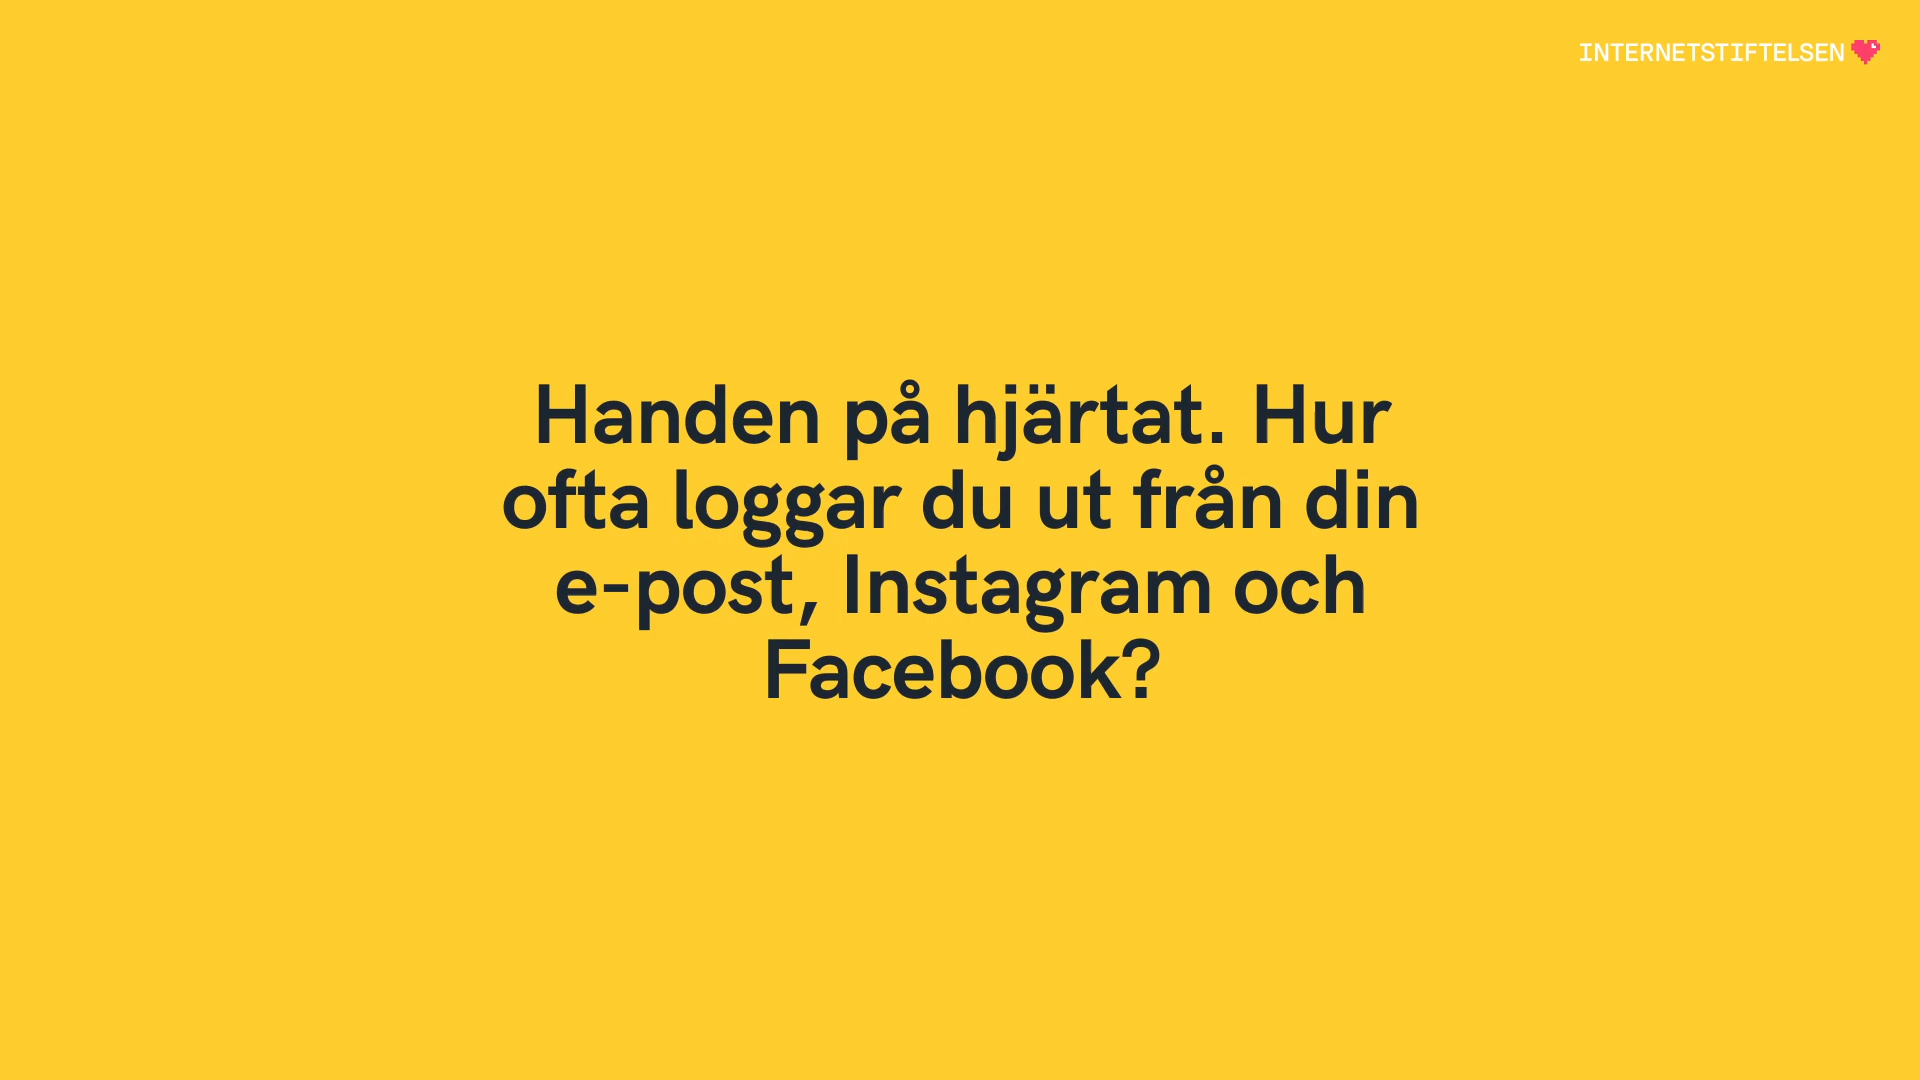 INTERNETSTIFTELSEN
Handen på hjärtat. Hur
ofta loggar du ut från din
e-post, Instagram och
Facebook?